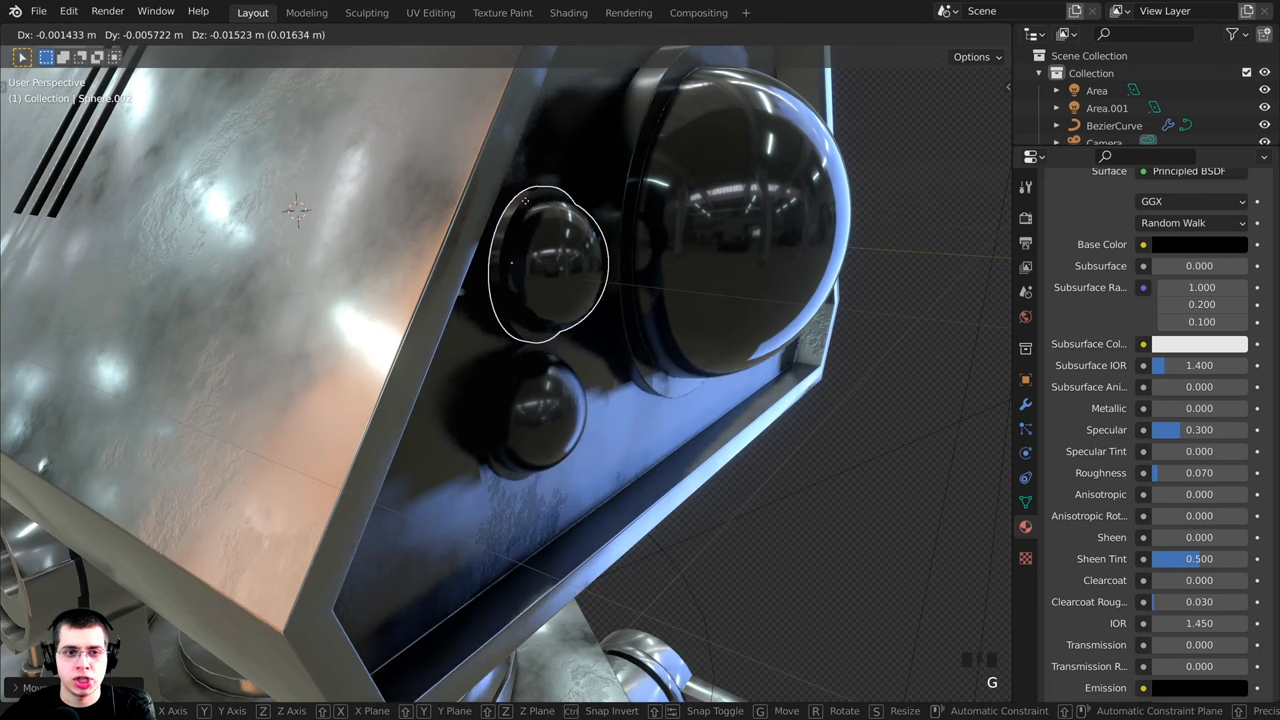 File Edit Render Window Help Layout Modeling Sculpting UV Editing Texture Paint Shading Rendering Compositing + Scene View Layer
Dx: -0.001433 m Dy: -0.005722 m Dz: -0.01523 m (0.01634 m)
Options
User Perspective
(1) Collection | Sphere.002
Scene Collection
Collection
Area
Area.001
BezierCurve
Camera
Surface Principled BSDF
GGX
Random Walk
Base Color
Subsurface 0.000
Subsurface Ra... 1.000
0.200
0.100
Subsurface Col...
Subsurface IOR 1.400
Subsurface Ani... 0.000
Metallic 0.000
Specular 0.300
Specular Tint 0.000
Roughness 0.070
Anisotropic 0.000
Anisotropic Rot... 0.000
Sheen 0.000
Sheen Tint 0.500
Clearcoat 0.000
Clearcoat Roug... 0.030
IOR 1.450
Transmission 0.000
Transmission R... 0.000
Emission
Move
G
X Axis Y Y Axis Z Z Axis X X Plane Y Y Plane Z Z Plane Ctrl Snap Invert Snap Toggle G Move R Rotate S Resize Automatic Constraint Automatic Constraint Plane Precis